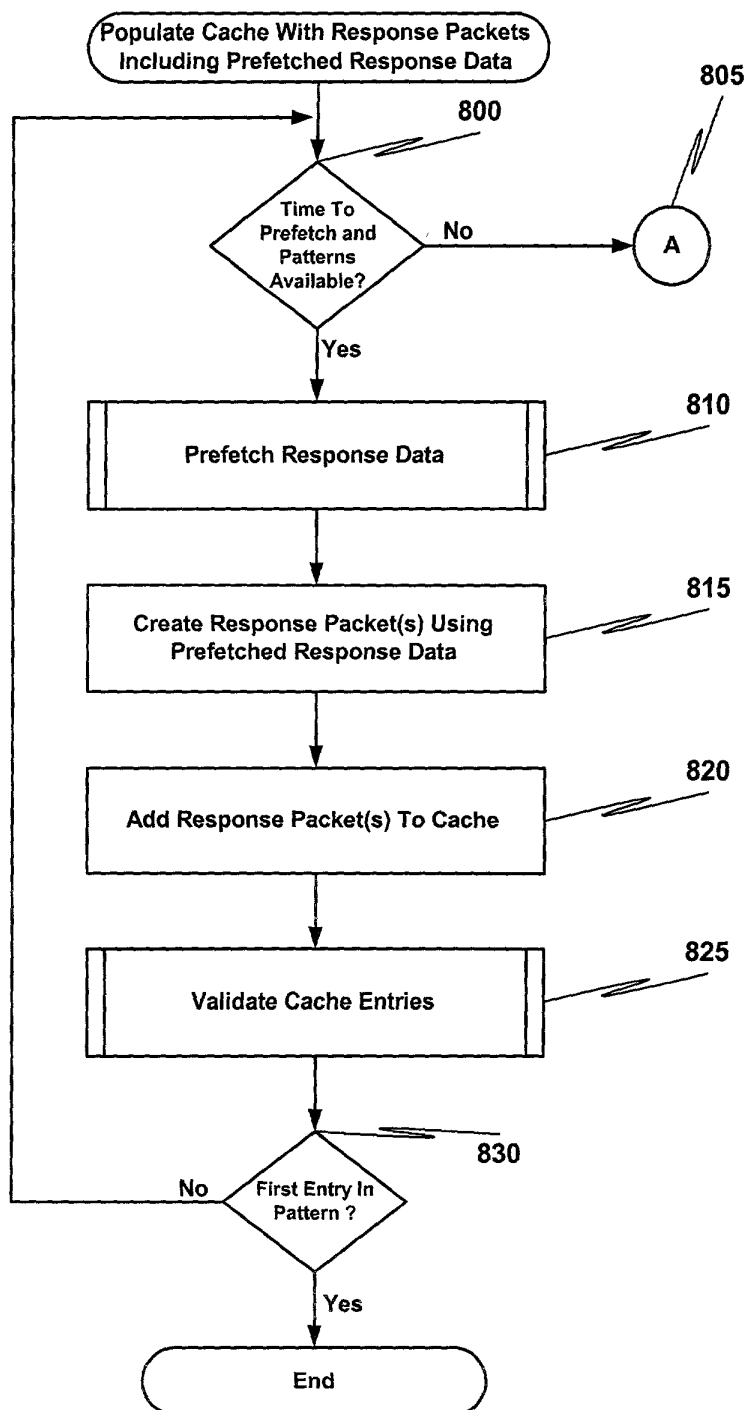 Populate Cache With Response Packets
Including Prefetched Response Data
805
800
Time To
Prefetch and
Patterns
Available?
No
A
Yes
810
Prefetch Response Data
815
Create Response Packet(s) Using
Prefetched Response Data
820
Add Response Packet(s) To Cache
825
Validate Cache Entries
830
No
First Entry In
Pattern ?
Yes
End